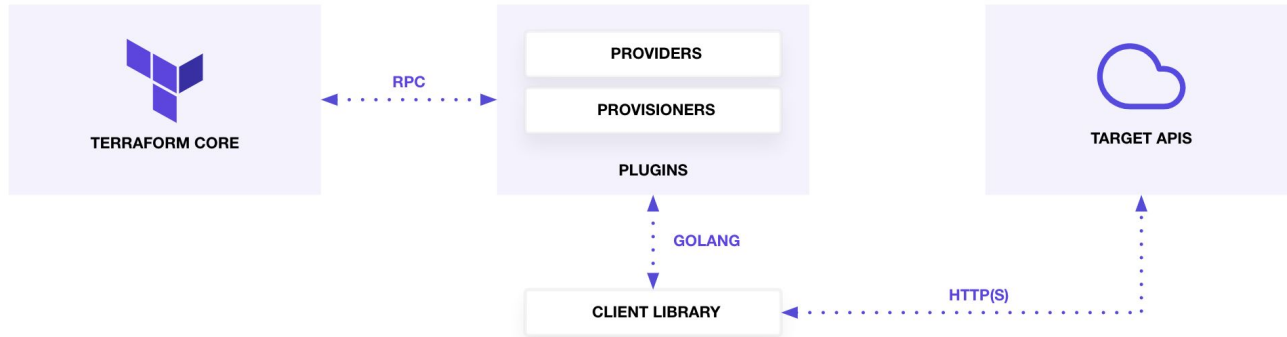 PROVIDERS
RPC
PROVISIONERS
TERRAFORM CORE
TARGET APIS
PLUGINS
GOLANG
HTTP(S)
CLIENT LIBRARY